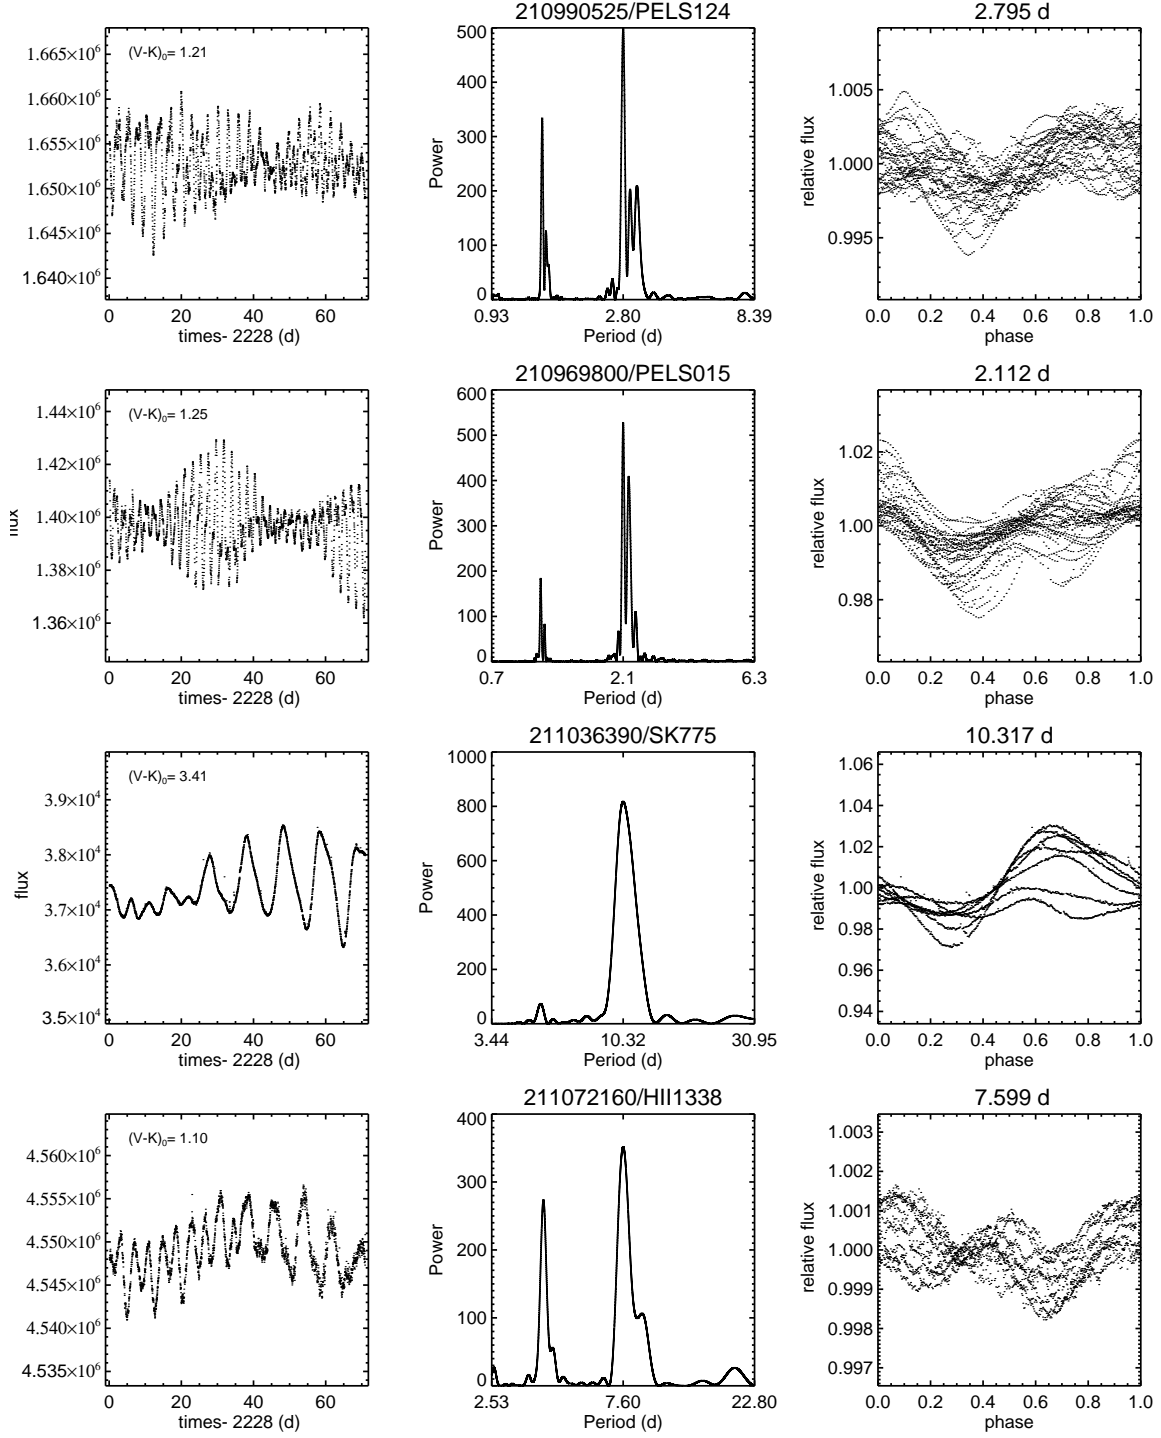 210990525/PELS124
2.795 d
(V-K)₀= 1.21
1.665×10⁶
1.660×10⁶
1.655×10⁶
1.650×10⁶
1.645×10⁶
1.640×10⁶
0 20 40 60
times- 2228 (d)
Power
500
400
300
200
100
0
0.93 2.80 8.39
Period (d)
relative flux
1.005
1.000
0.995
0.0 0.2 0.4 0.6 0.8 1.0
phase
210969800/PELS015
2.112 d
(V-K)₀= 1.25
flux
1.44×10⁶
1.42×10⁶
1.40×10⁶
1.38×10⁶
1.36×10⁶
0 20 40 60
times- 2228 (d)
Power
600
500
400
300
200
100
0
0.7 2.1 6.3
Period (d)
relative flux
1.02
1.00
0.98
0.0 0.2 0.4 0.6 0.8 1.0
phase
211036390/SK775
10.317 d
(V-K)₀= 3.41
flux
3.9×10⁴
3.8×10⁴
3.7×10⁴
3.6×10⁴
3.5×10⁴
0 20 40 60
times- 2228 (d)
Power
1000
800
600
400
200
0
3.44 10.32 30.95
Period (d)
relative flux
1.06
1.04
1.02
1.00
0.98
0.96
0.94
0.0 0.2 0.4 0.6 0.8 1.0
phase
211072160/HII1338
7.599 d
(V-K)₀= 1.10
4.560×10⁶
4.555×10⁶
4.550×10⁶
4.545×10⁶
4.540×10⁶
4.535×10⁶
0 20 40 60
times- 2228 (d)
Power
400
300
200
100
0
2.53 7.60 22.80
Period (d)
relative flux
1.003
1.002
1.001
1.000
0.999
0.998
0.997
0.0 0.2 0.4 0.6 0.8 1.0
phase